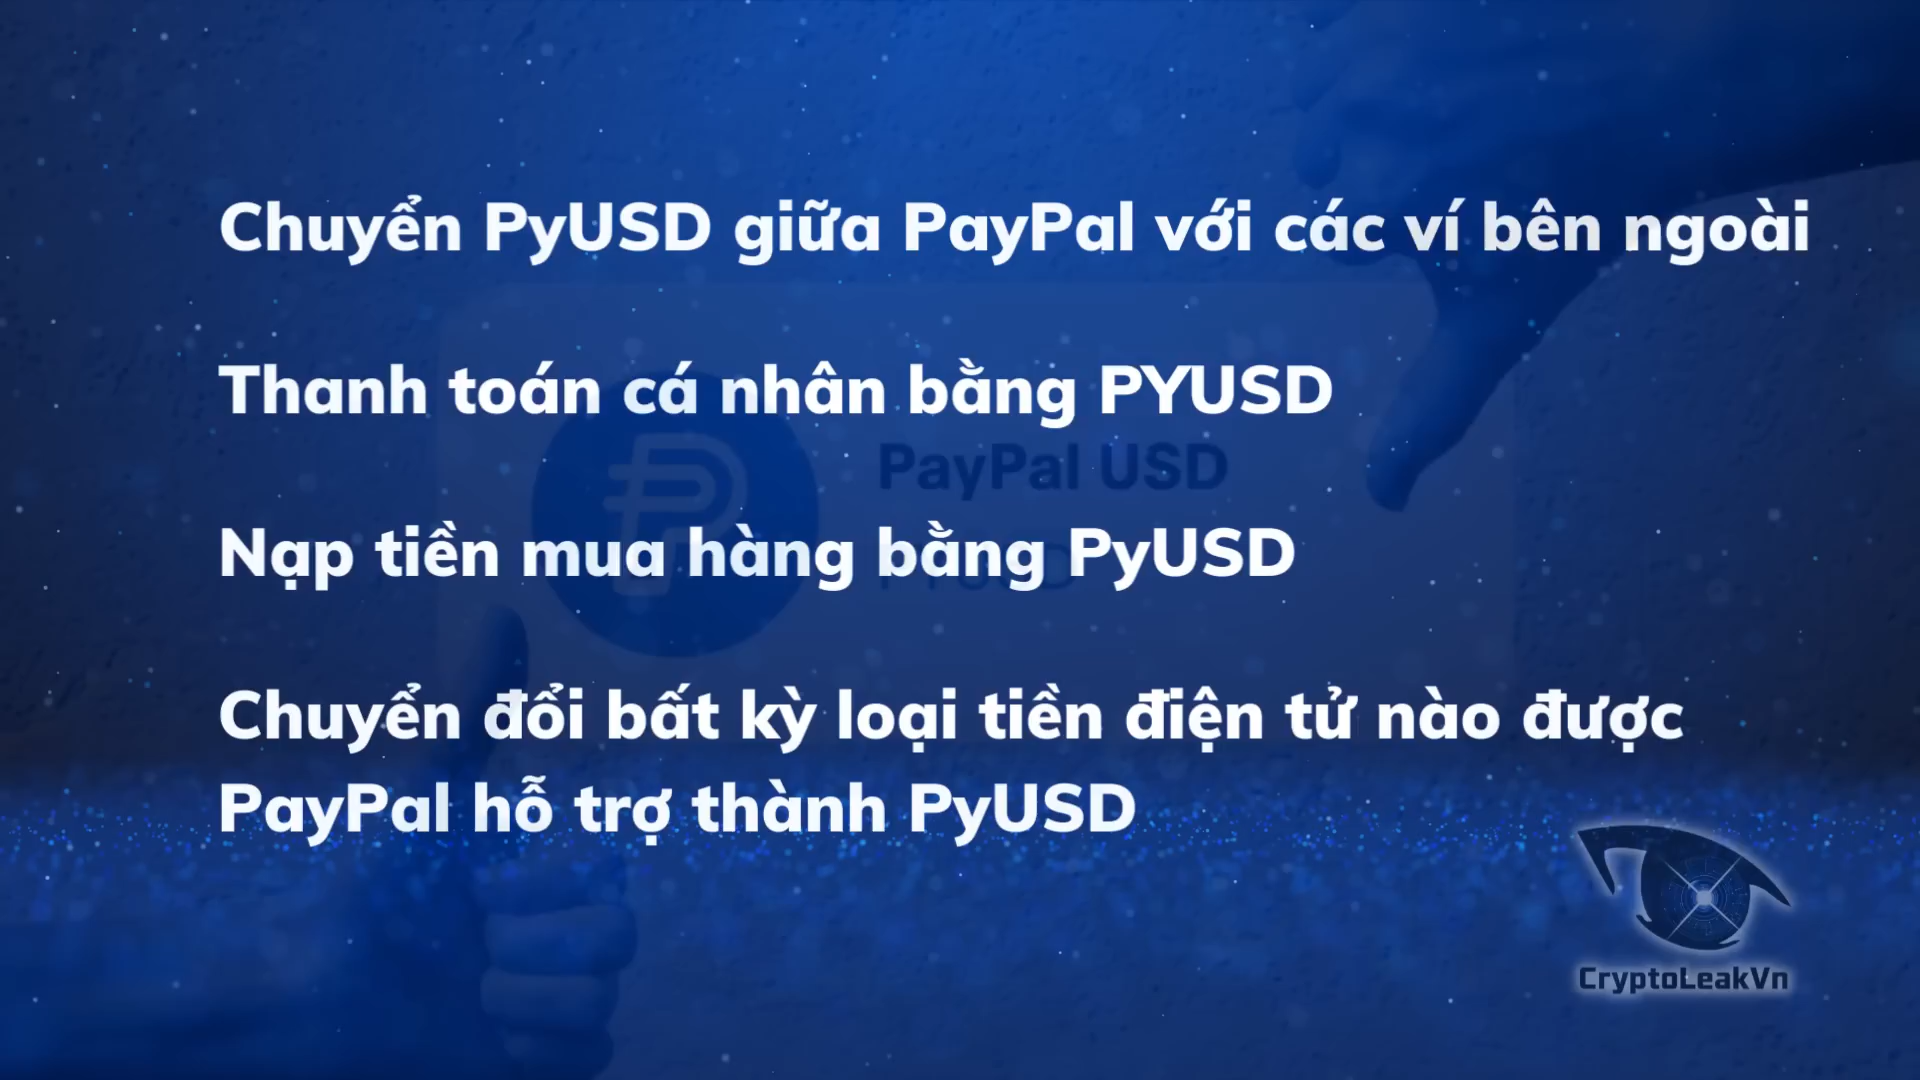 Chuyển PyUSD giữa PayPal với các ví bên ngoài
Thanh toán cá nhân bằng PYUSD
PayPal USD
Nạp tiền mua hàng bằng PyUSD
Chuyển đổi bất kỳ loại tiền điện tử nào được
PayPal hỗ trợ thành PyUSD
CryptoLeakVn